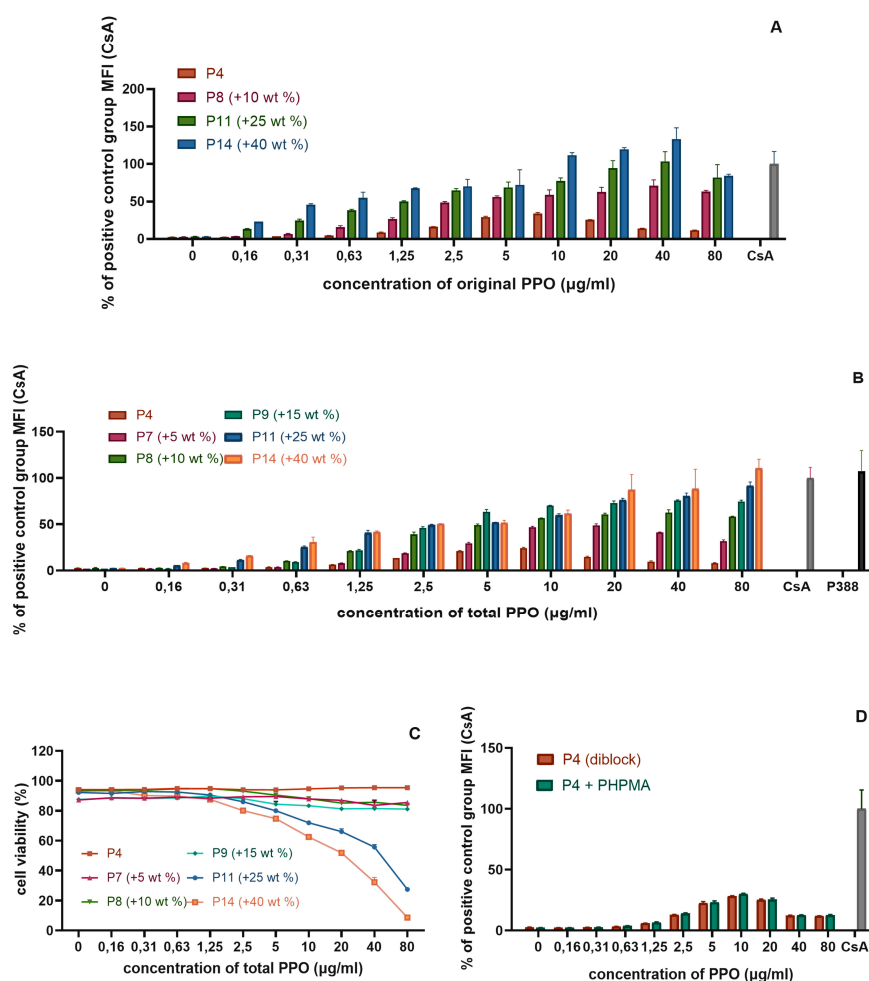 A
% of positive control group MFI (CsA)
P4
P8 (+10 wt %)
P11 (+25 wt %)
P14 (+40 wt %)
200
150
100
50
0
0 0,16 0,31 0,63 1,25 2,5 5 10 20 40 80 CsA
concentration of original PPO (µg/ml)
B
% of positive control group MFI (CsA)
P4 P9 (+15 wt %)
P7 (+5 wt %) P11 (+25 wt %)
P8 (+10 wt %) P14 (+40 wt %)
150
100
50
0
0 0,16 0,31 0,63 1,25 2,5 5 10 20 40 80 CsA P388
concentration of total PPO (µg/ml)
C
cell viability (%)
120
100
80
60
40
20
0
P4 P9 (+15 wt %)
P7 (+5 wt %) P11 (+25 wt %)
P8 (+10 wt %) P14 (+40 wt %)
0 0,16 0,31 0,63 1,25 2,5 5 10 20 40 80
concentration of total PPO (µg/ml)
D
% of positive control group MFI (CsA)
P4 (diblock)
P4 + PHPMA
150
100
50
0
0 0,16 0,31 0,63 1,25 2,5 5 10 20 40 80 CsA
concentration of PPO (µg/ml)